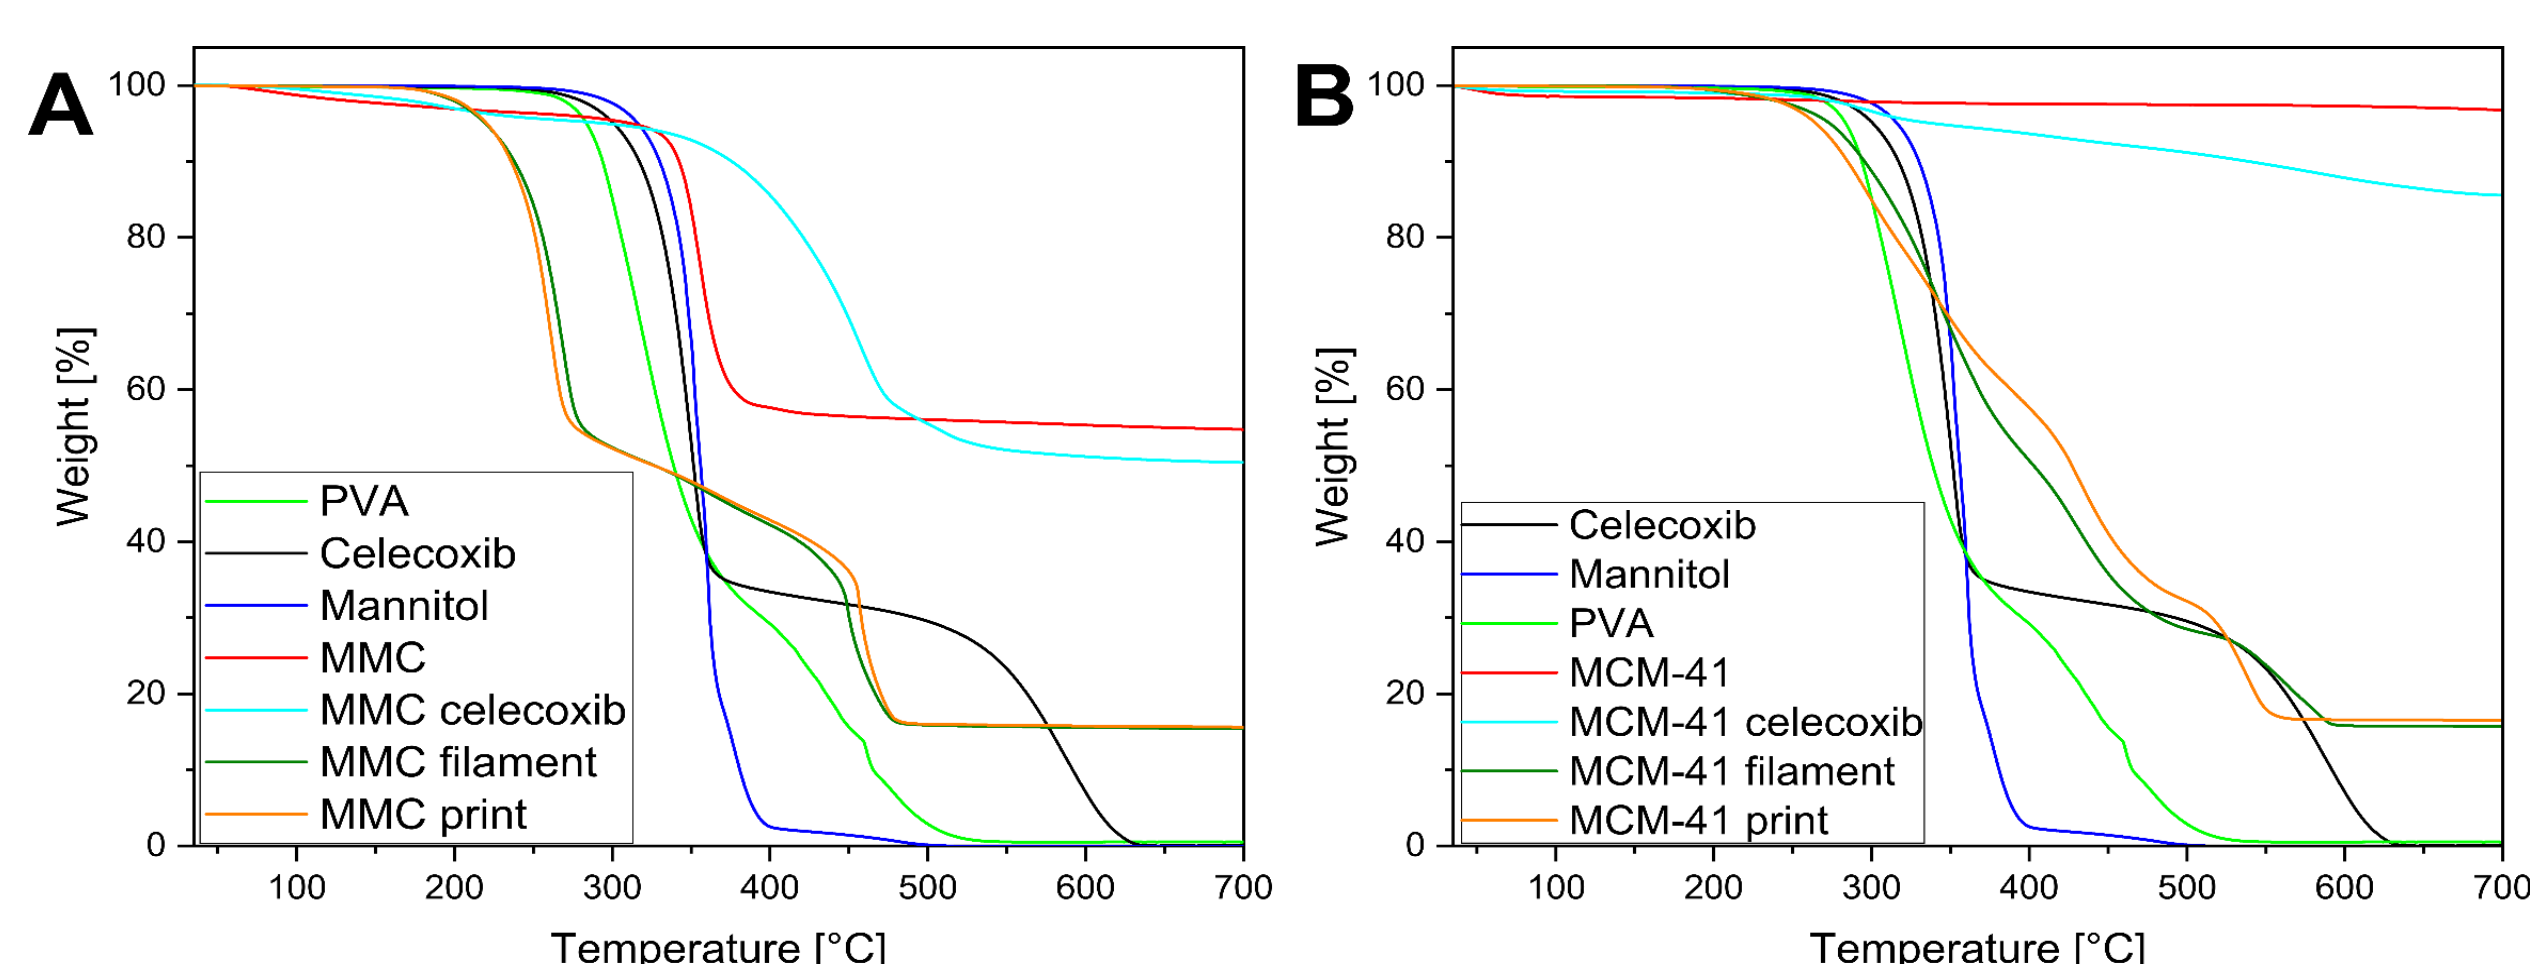 A
Weight [%]
100
80
60
40
20
0
PVA
Celecoxib
Mannitol
MMC
MMC celecoxib
MMC filament
MMC print
100 200 300 400 500 600 700
Temperature [°C]
B
Weight [%]
100
80
60
40
20
0
Celecoxib
Mannitol
PVA
MCM-41
MCM-41 celecoxib
MCM-41 filament
MCM-41 print
100 200 300 400 500 600 700
Temperature [°C]